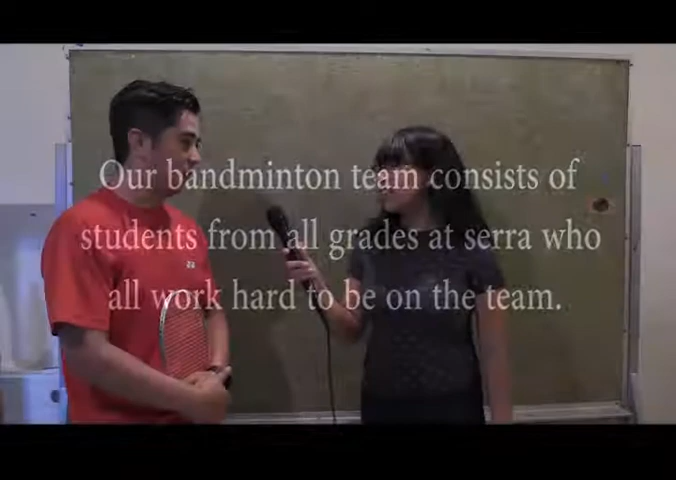 Our bandminton team consists of
students from all grades at serra who
all work hard to be on the team.